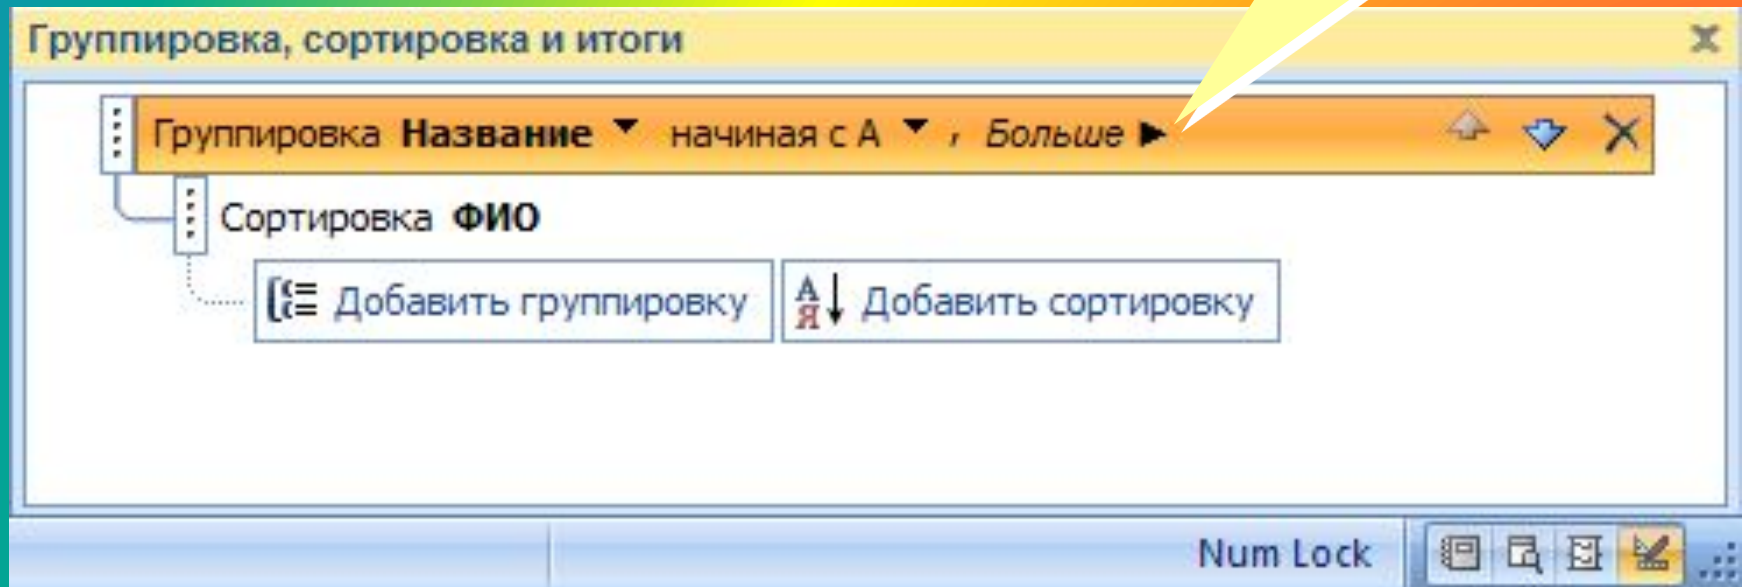 Группировка, сортировка и итоги
Группировка Название начиная с А , Больше
Сортировка ФИО
Добавить группировку А Я Добавить сортировку
Num Lock